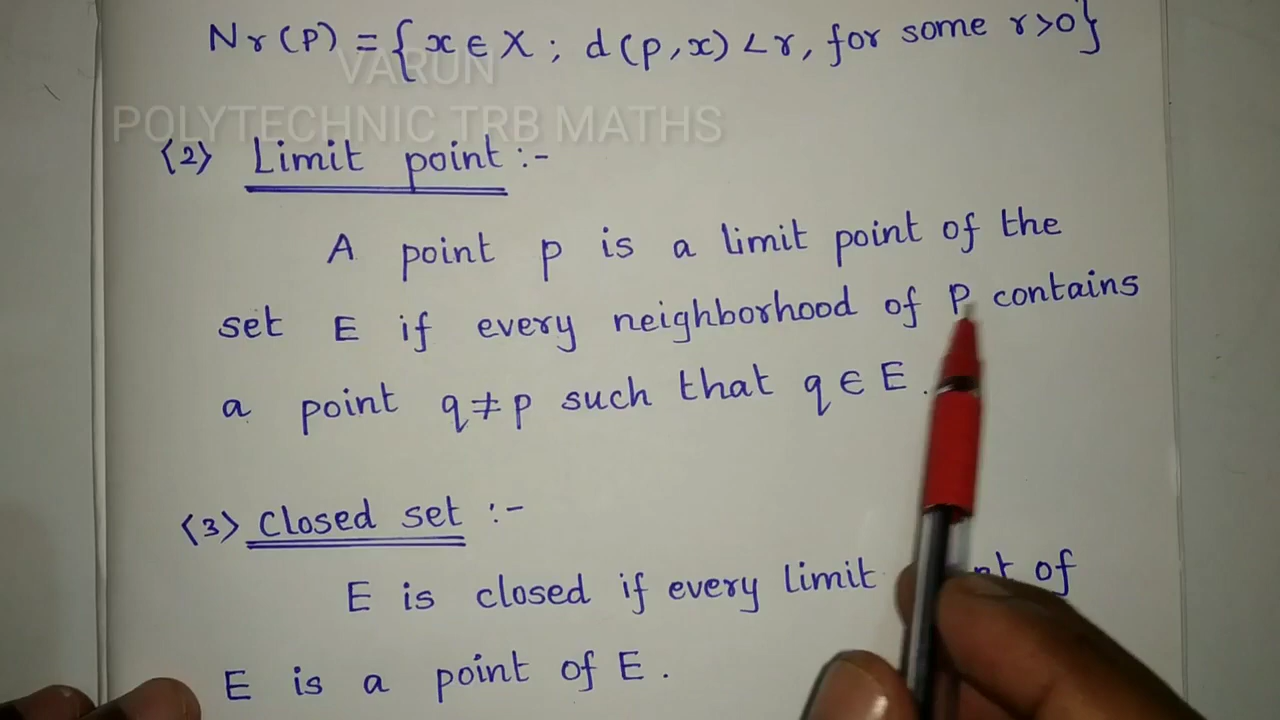 Nr(p) = {x ∈ X ; d(p,x) < r, for some r>0}
VARUN
POLYTECHNIC TRB MATHS
(2) Limit point :-
A point p is a limit point of the
set E if every neighborhood of P contains
a point q ≠ p such that q ∈ E.
(3) Closed set :-
E is closed if every limit of
E is a point of E.